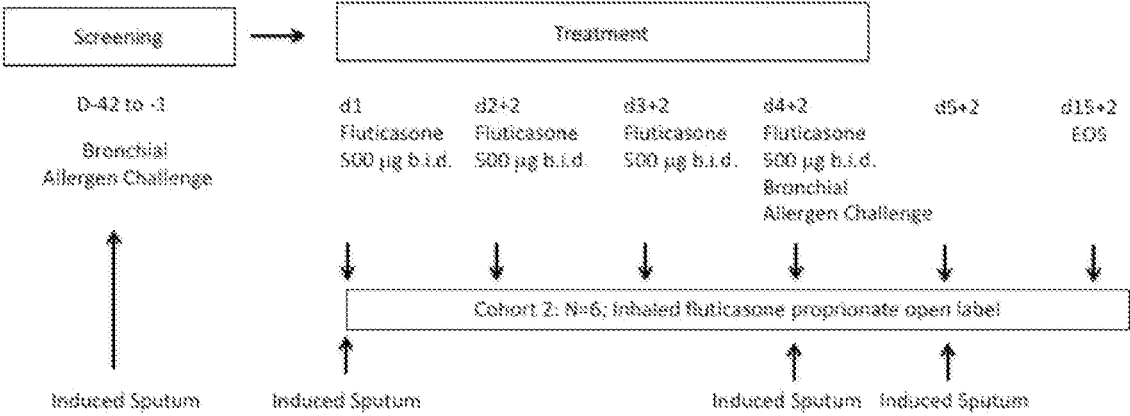 Screening
Treatment
D-42 to -1
Bronchial
Allergen Challenge
d1
Fluticasone
500 µg b.i.d.
d2+2
Fluticasone
500 µg b.i.d.
d3+2
Fluticasone
500 µg b.i.d.
d4+2
Fluticasone
500 µg b.i.d.
Bronchial
Allergen Challenge
d5+2
d15+2
EOS
Cohort 2: N=6; Inhaled fluticasone proprionate open label
Induced Sputum
Induced Sputum
Induced Sputum
Induced Sputum